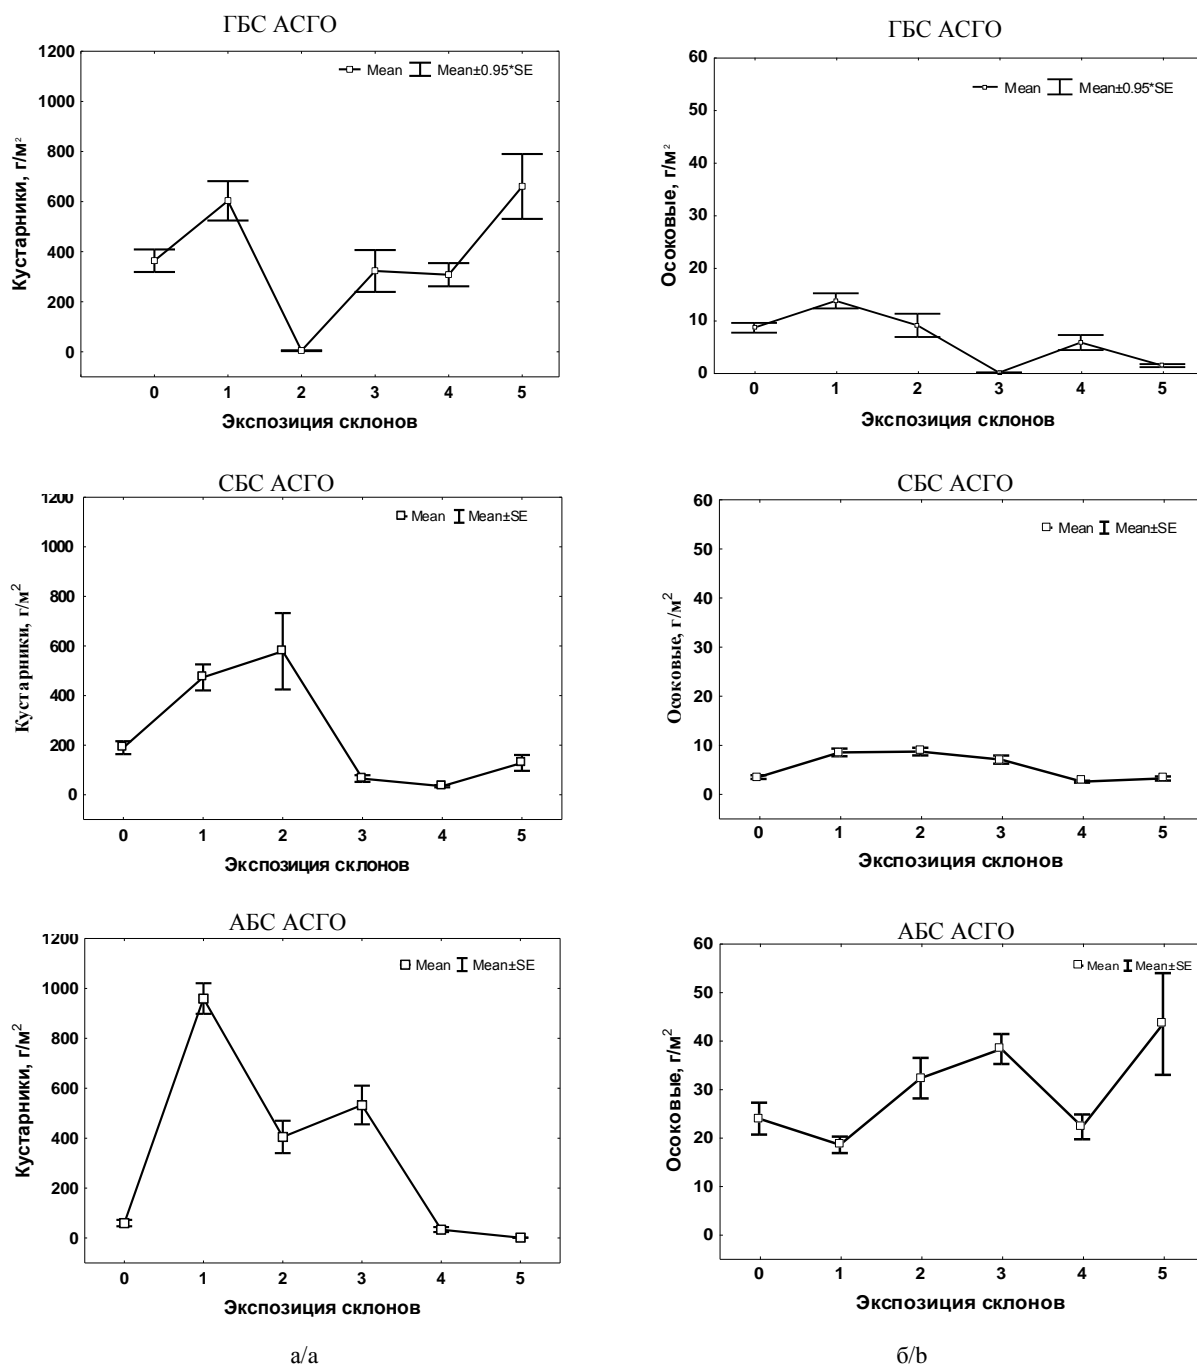 ГБС АСГО
1200
1000
800
600
400
200
0
Mean Mean±0.95*SE
Кустарники, г/м²
0 1 2 3 4 5
Экспозиция склонов
ГБС АСГО
60
50
40
30
20
10
0
Mean Mean±0.95*SE
Осоковые, г/м²
0 1 2 3 4 5
Экспозиция склонов
СБС АСГО
1200
1000
800
600
400
200
0
Mean Mean±SE
Кустарники, г/м²
0 1 2 3 4 5
Экспозиция склонов
СБС АСГО
60
50
40
30
20
10
0
Mean Mean±SE
Осоковые, г/м²
0 1 2 3 4 5
Экспозиция склонов
АБС АСГО
1200
1000
800
600
400
200
0
Mean Mean±SE
Кустарники, г/м²
0 1 2 3 4 5
Экспозиция склонов
АБС АСГО
60
50
40
30
20
10
0
Mean Mean±SE
Осоковые, г/м²
0 1 2 3 4 5
Экспозиция склонов
а/a
б/b